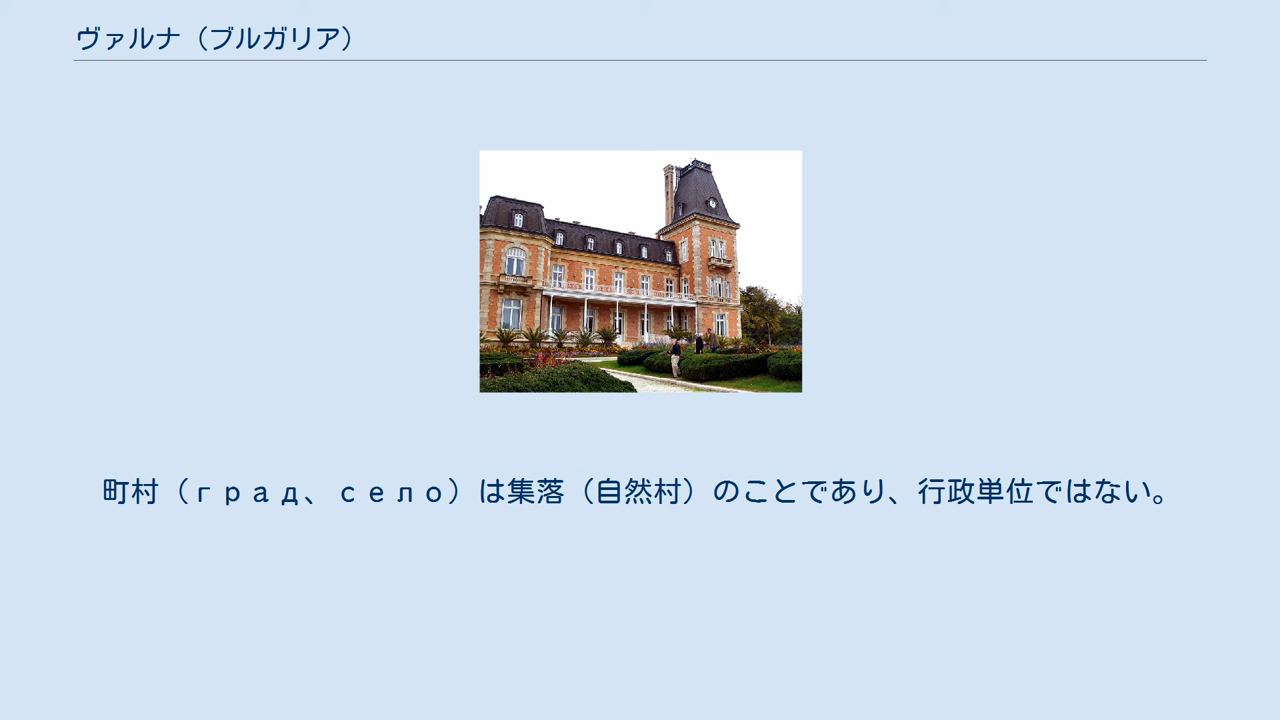 ヴァルナ（ブルガリア）
町村（град、село）は集落（自然村）のことであり、行政単位ではない。